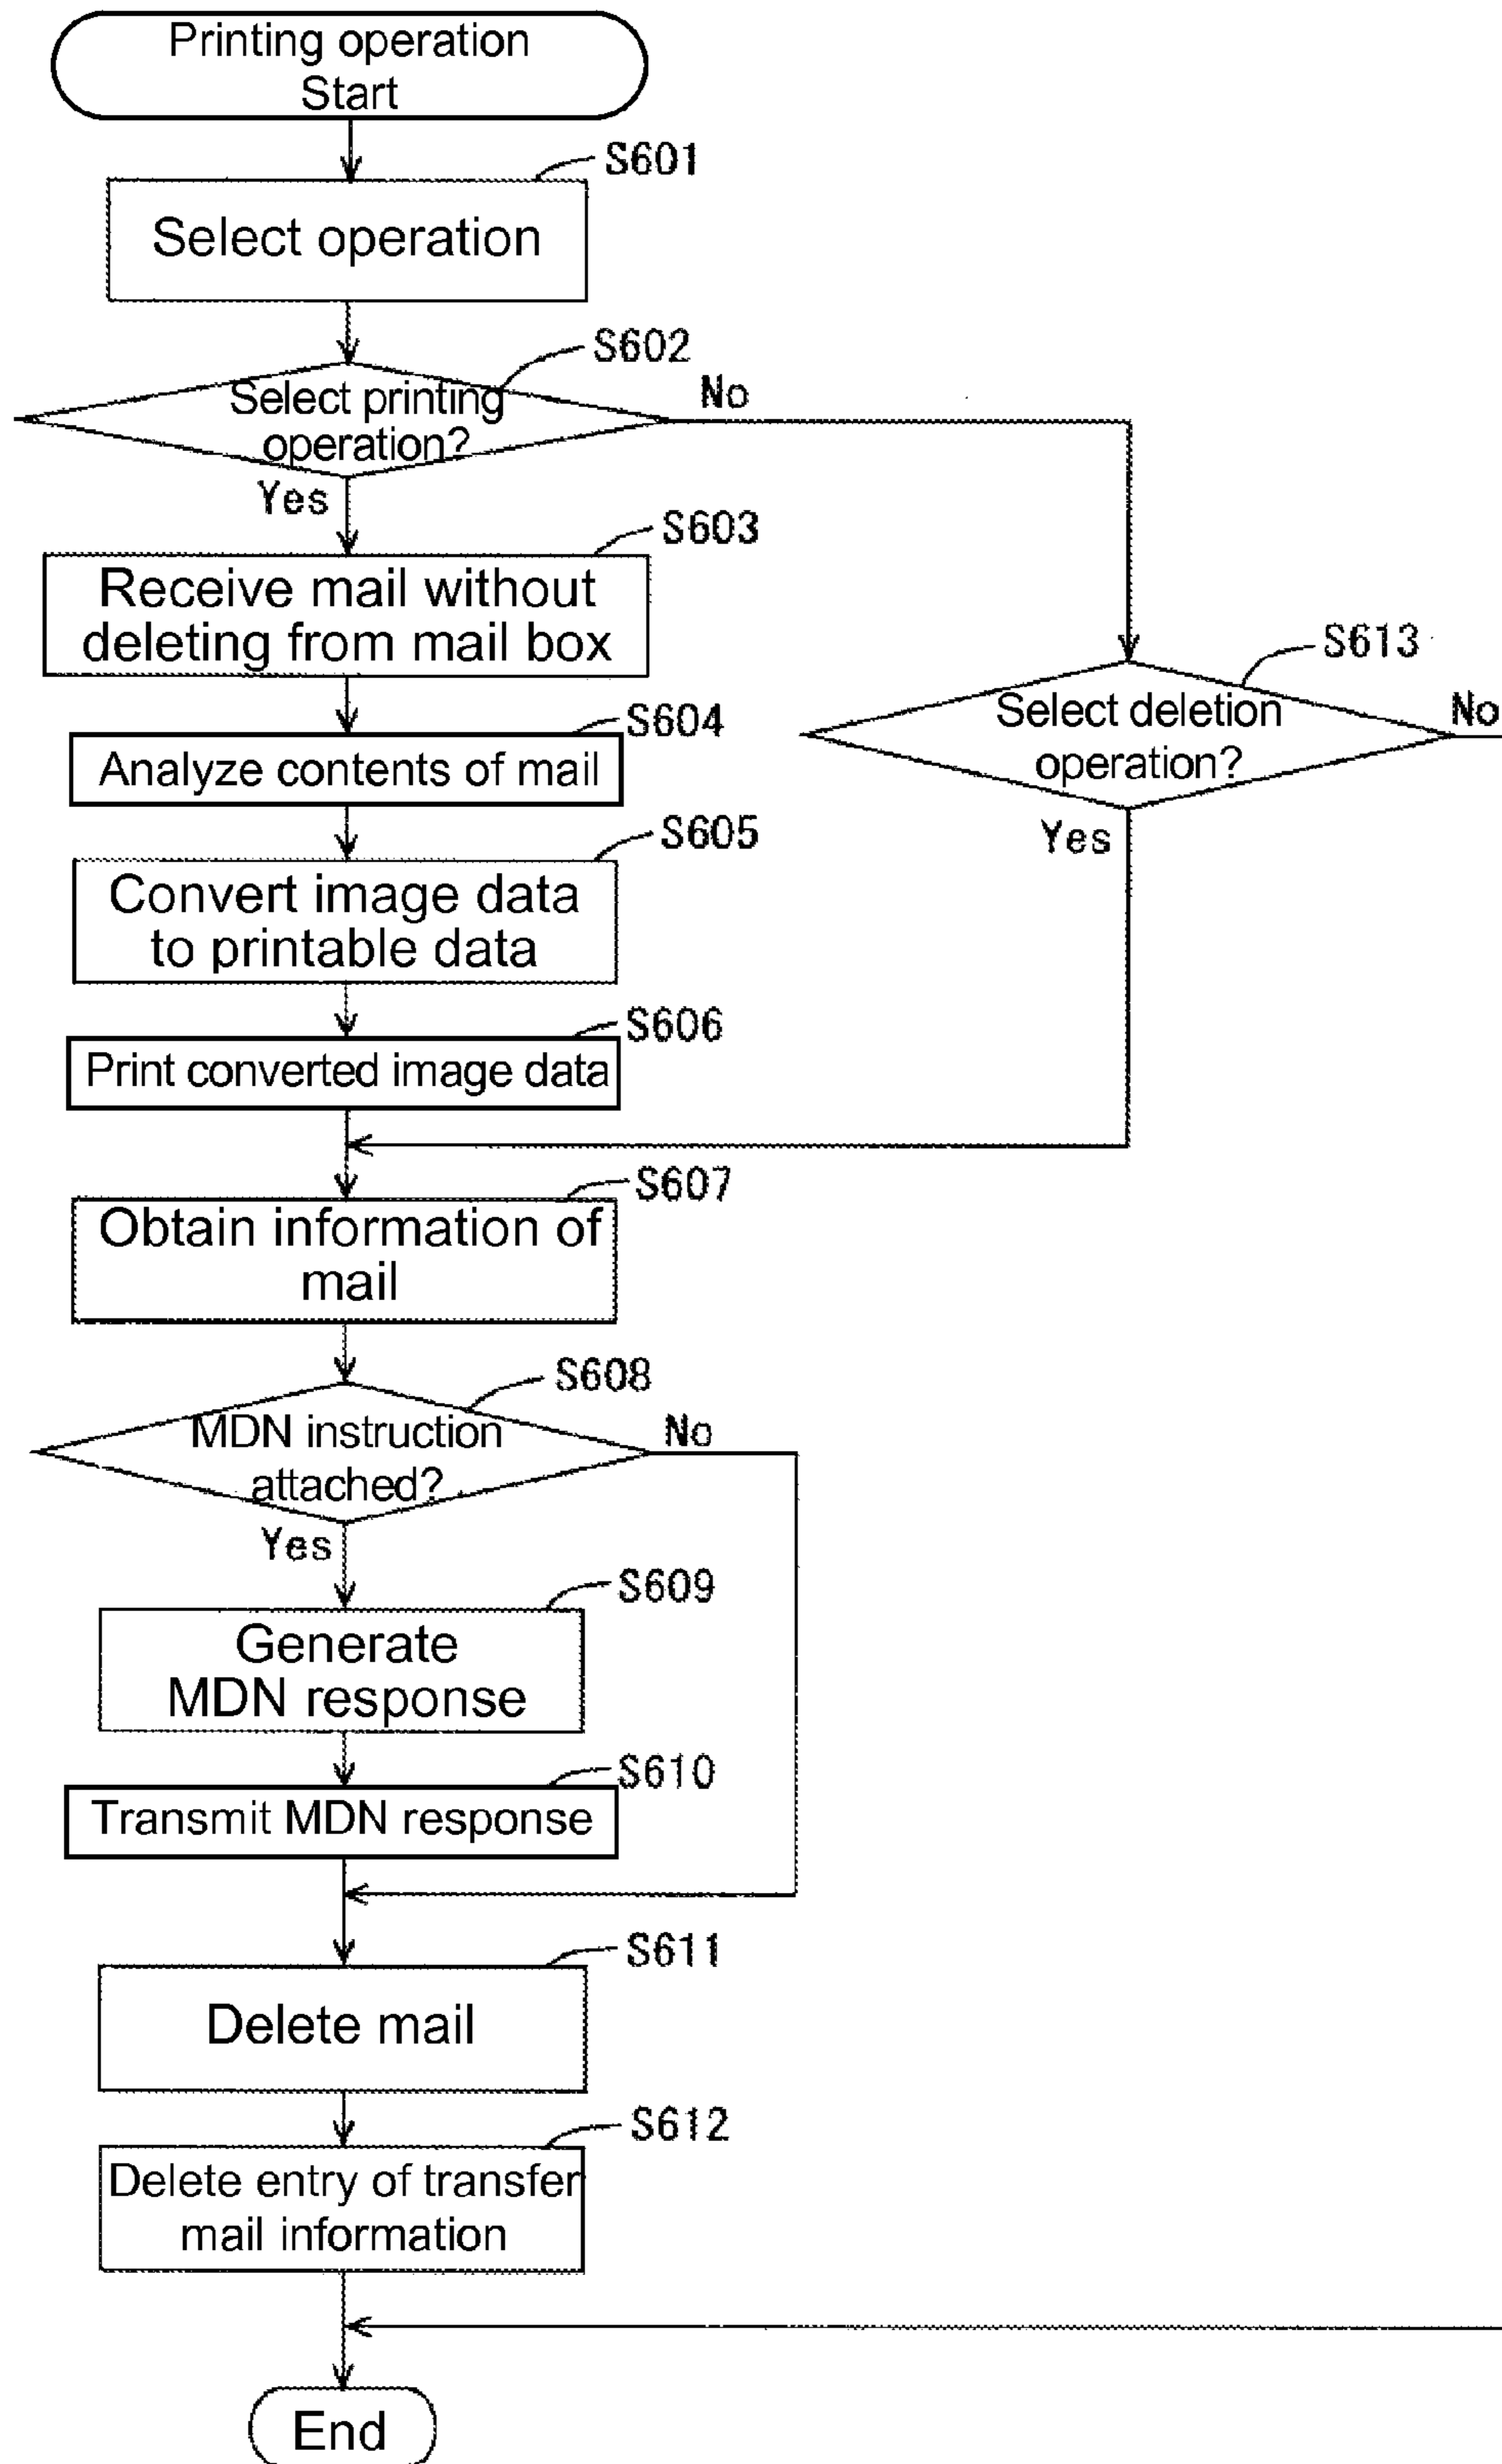 Printing operation
Start
S601
Select operation
S602
Select printing
operation?
No
Yes
S603
Receive mail without
deleting from mail box
S613
Select deletion
operation?
No
Yes
S604
Analyze contents of mail
S605
Convert image data
to printable data
S606
Print converted image data
S607
Obtain information of
mail
S608
MDN instruction
attached?
No
Yes
S609
Generate
MDN response
S610
Transmit MDN response
S611
Delete mail
S612
Delete entry of transfer
mail information
End